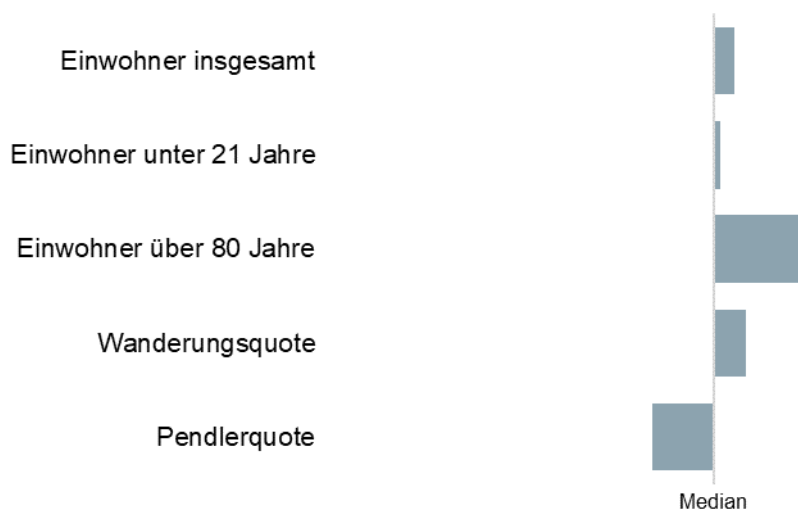 Einwohner insgesamt
Einwohner unter 21 Jahre
Einwohner über 80 Jahre
Wanderungsquote
Pendlerquote
Median